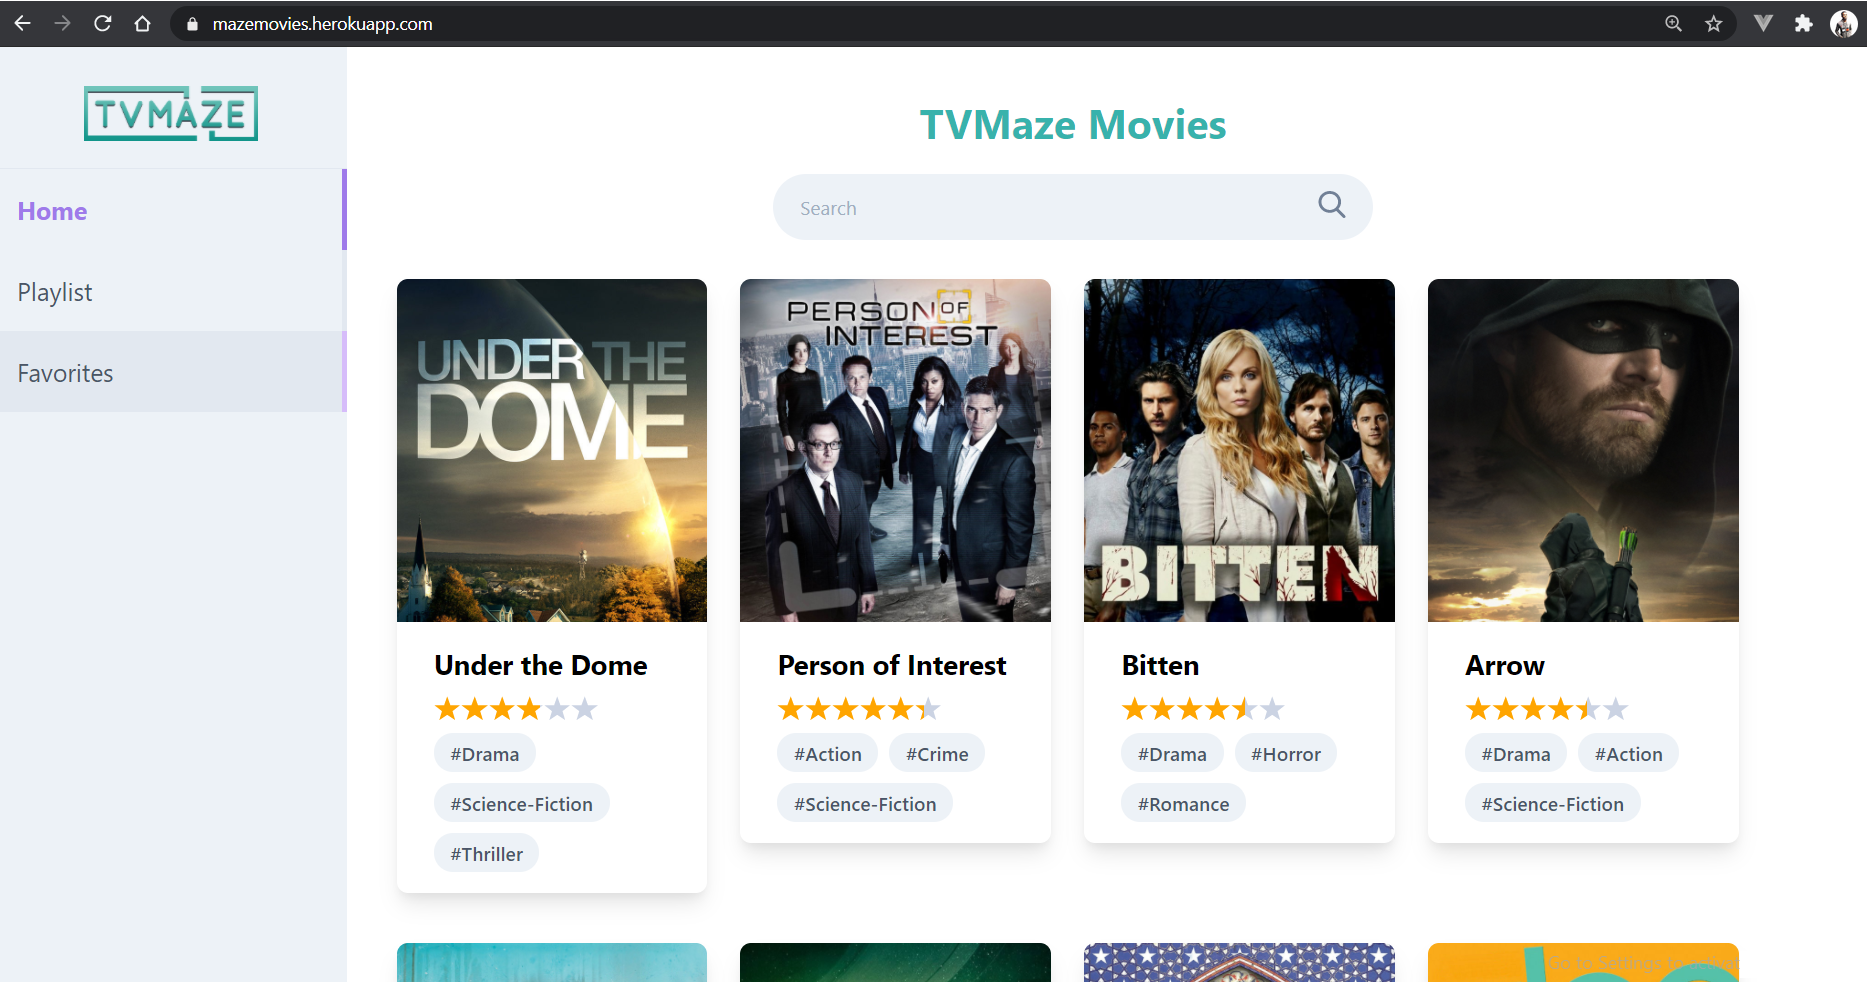 mazemovies.herokuapp.com
TVMAZE
Home
Playlist
Favorites
TVMaze Movies
Search
UNDER THE
DOME
PERSON OF
INTEREST
BITTEN
Under the Dome
#Drama
#Science-Fiction
#Thriller
Person of Interest
#Action #Crime
#Science-Fiction
Bitten
#Drama #Horror
#Romance
Arrow
#Drama #Action
#Science-Fiction
Go to Settings to activat